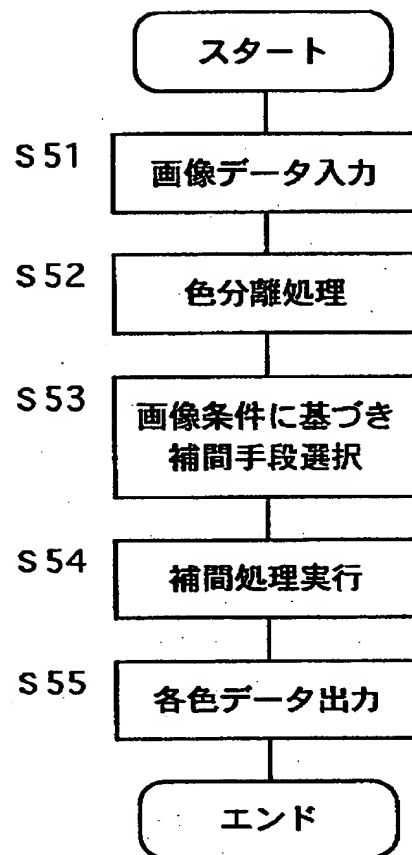 スタート
S51
画像データ入力
S52
色分離処理
S53
画像条件に基づき
補間手段選択
S54
補間処理実行
S55
各色データ出力
エンド